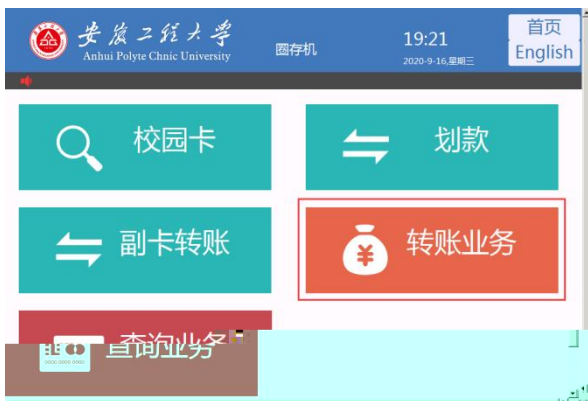 安徽工程大学
Anhui Polyte Chnic University
圈存机
19:21
2020-9-16,星期三
首页
English
校园卡
划款
副卡转账
¥
转账业务
查询业务